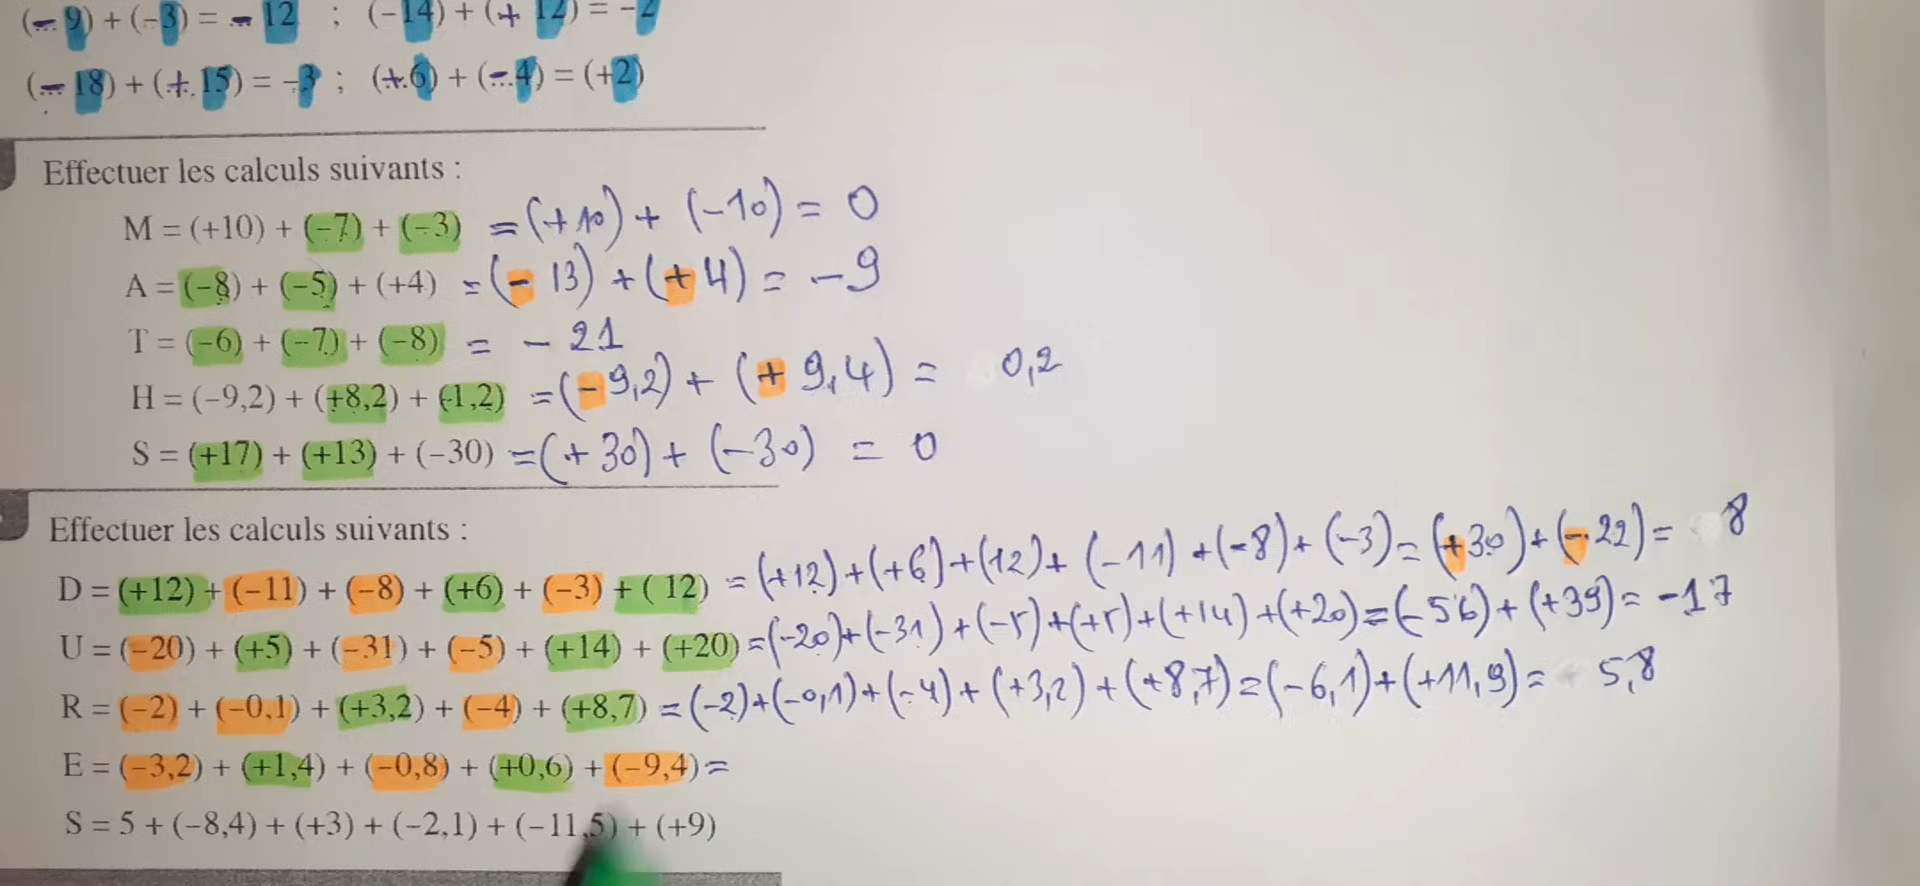 (− 9) + (−3) = − 12 ; (−14) + (+ 12) = −2
(− 18) + (+ 15) = −3 ; (+ 6) + (− 4) = (+2)
Effectuer les calculs suivants :
M = (+10) + (−7) + (−3) = (+10) + (−10) = 0
A = (−8) + (−5) + (+4) = (− 13) + (+ 4) = − 9
T = (−6) + (−7) + (−8) = − 21
H = (−9,2) + (+8,2) + (1,2) = (− 9,2) + (+ 9,4) = 0,2
S = (+17) + (+13) + (−30) = (+ 30) + (−30) = 0
Effectuer les calculs suivants :
D = (+12) + (−11) + (−8) + (+6) + (−3) + ( 12) = (+12) + (+6) + (12) + (−11) + (−8) + (−3) = (+30) + (−22) = 8
U = (−20) + (+5) + (−31) + (−5) + (+14) + (+20) = (−20) + (−31) + (−5) + (+5) + (+14) + (+20) = (−56) + (+39) = −17
R = (−2) + (−0,1) + (+3,2) + (−4) + (+8,7) = (−2) + (−0,1) + (−4) + (+3,2) + (+8,7) = (−6,1) + (+11,9) = 5,8
E = (−3,2) + (+1,4) + (−0,8) + (+0,6) + (−9,4) =
S = 5 + (−8,4) + (+3) + (−2,1) + (−11,5) + (+9)